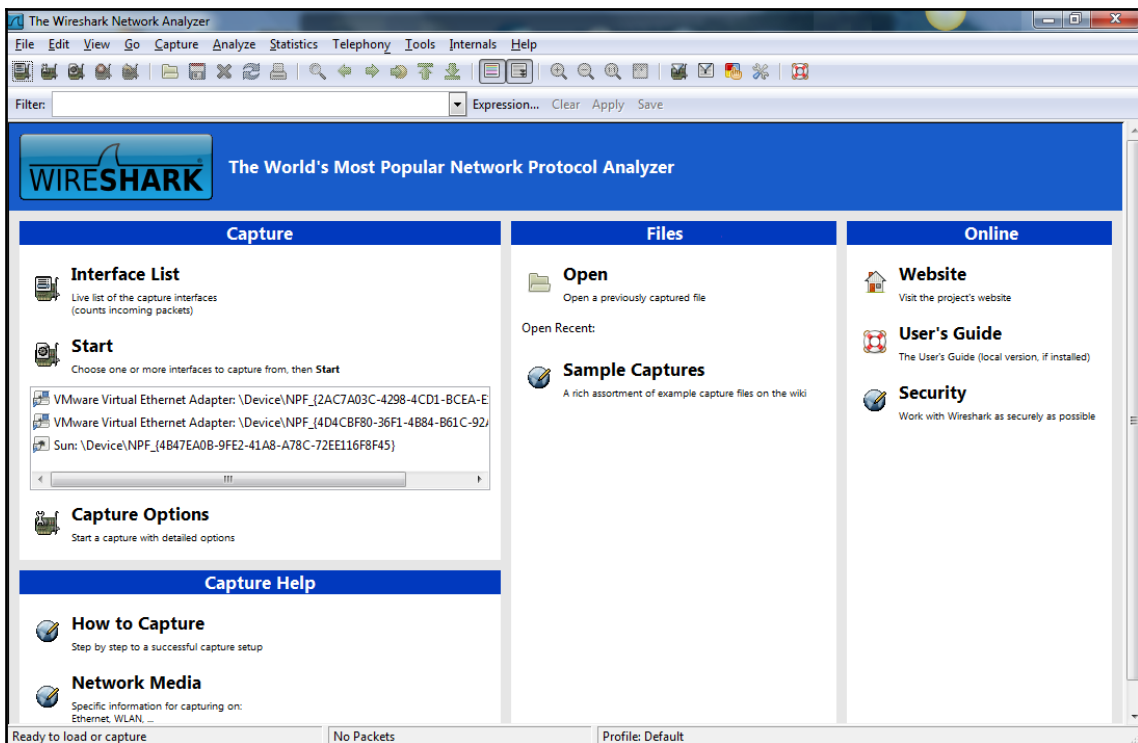 The Wireshark Network Analyzer
File Edit View Go Capture Analyze Statistics Telephony Tools Internals Help
Filter: Expression... Clear Apply Save
WIRESHARK
The World's Most Popular Network Protocol Analyzer
Capture
Interface List
Live list of the capture interfaces
(counts incoming packets)
Start
Choose one or more interfaces to capture from, then Start
VMware Virtual Ethernet Adapter: \Device\NPF_{2AC7A03C-4298-4CD1-BCEA-E
VMware Virtual Ethernet Adapter: \Device\NPF_{4D4CBF80-36F1-4B84-B61C-92
Sun: \Device\NPF_{4B47EA0B-9FE2-41A8-A78C-72EE116F8F45}
Capture Options
Start a capture with detailed options
Capture Help
How to Capture
Step by step to a successful capture setup
Network Media
Specific information for capturing on:
Ethernet, WLAN, ...
Files
Open
Open a previously captured file
Open Recent:
Sample Captures
A rich assortment of example capture files on the wiki
Online
Website
Visit the project's website
User's Guide
The User's Guide (local version, if installed)
Security
Work with Wireshark as securely as possible
Ready to load or capture
No Packets
Profile: Default